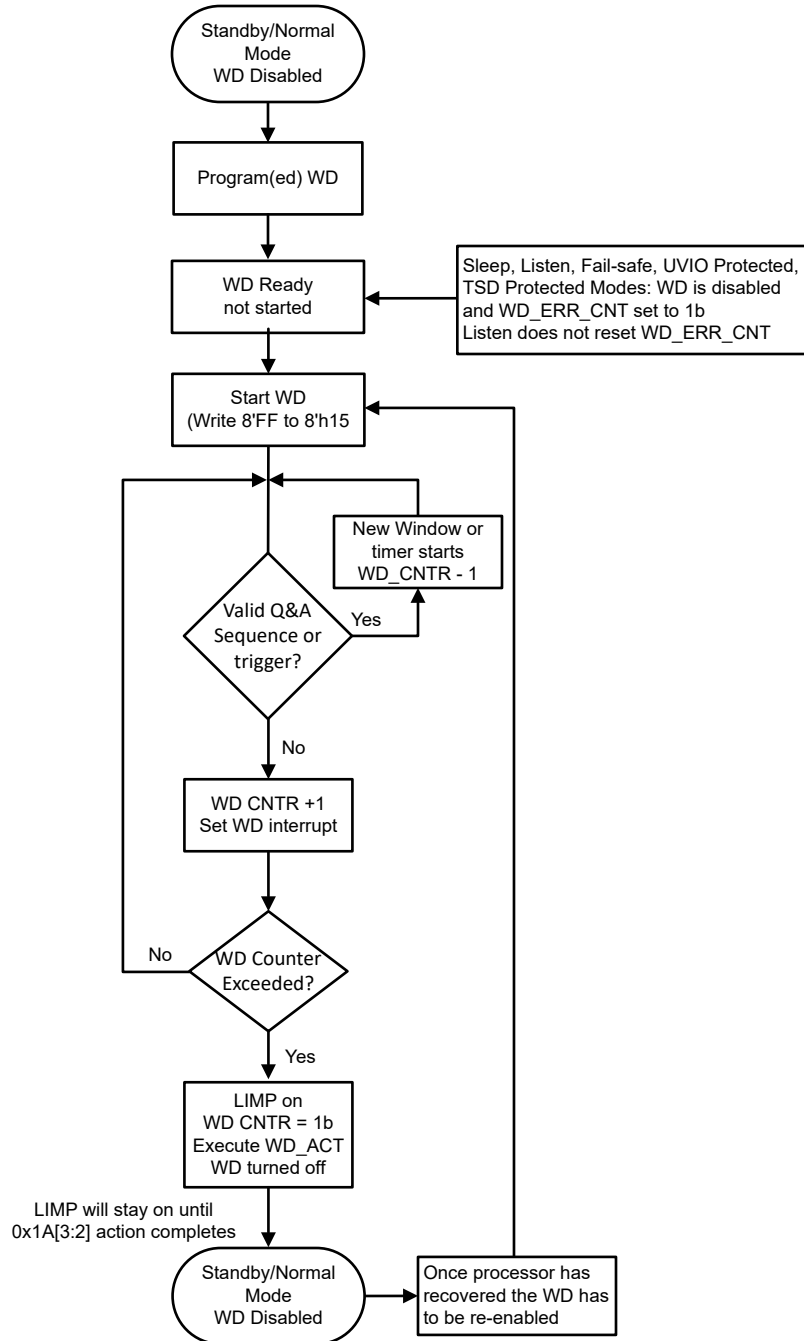 Standby/Normal
Mode
WD Disabled
Program(ed) WD
WD Ready
not started
Sleep, Listen, Fail-safe, UVIO Protected,
TSD Protected Modes: WD is disabled
and WD_ERR_CNT set to 1b
Listen does not reset WD_ERR_CNT
Start WD
(Write 8'FF to 8'h15
New Window or
timer starts
WD_CNTR - 1
Valid Q&A
Sequence or
trigger?
Yes
No
WD CNTR +1
Set WD interrupt
No
WD Counter
Exceeded?
Yes
LIMP on
WD CNTR = 1b
Execute WD_ACT
WD turned off
LIMP will stay on until
0x1A[3:2] action completes
Standby/Normal
Mode
WD Disabled
Once processor has
recovered the WD has
to be re-enabled